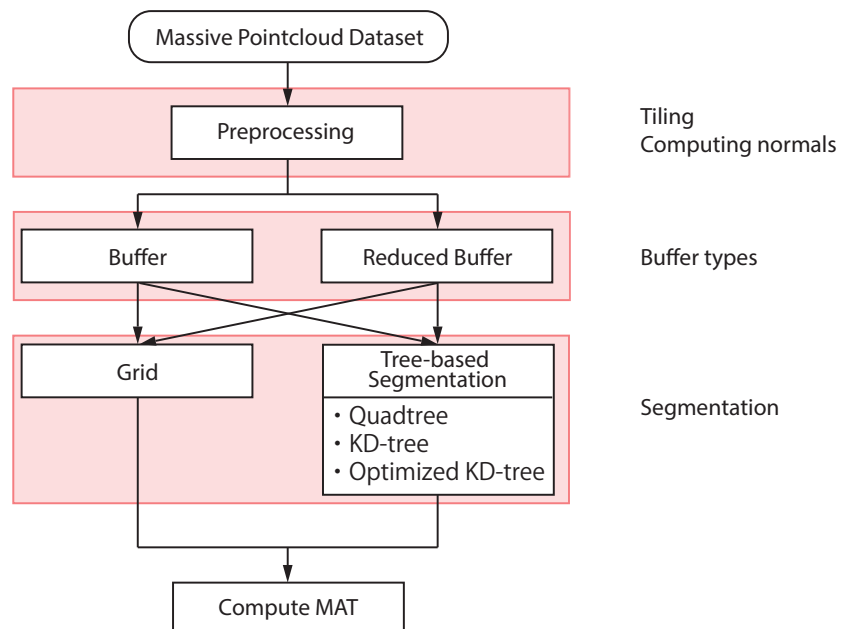 Massive Pointcloud Dataset
Preprocessing
Tiling
Computing normals
Buffer
Reduced Buffer
Buffer types
Grid
Tree-based
Segmentation
・Quadtree
・KD-tree
・Optimized KD-tree
Segmentation
Compute MAT